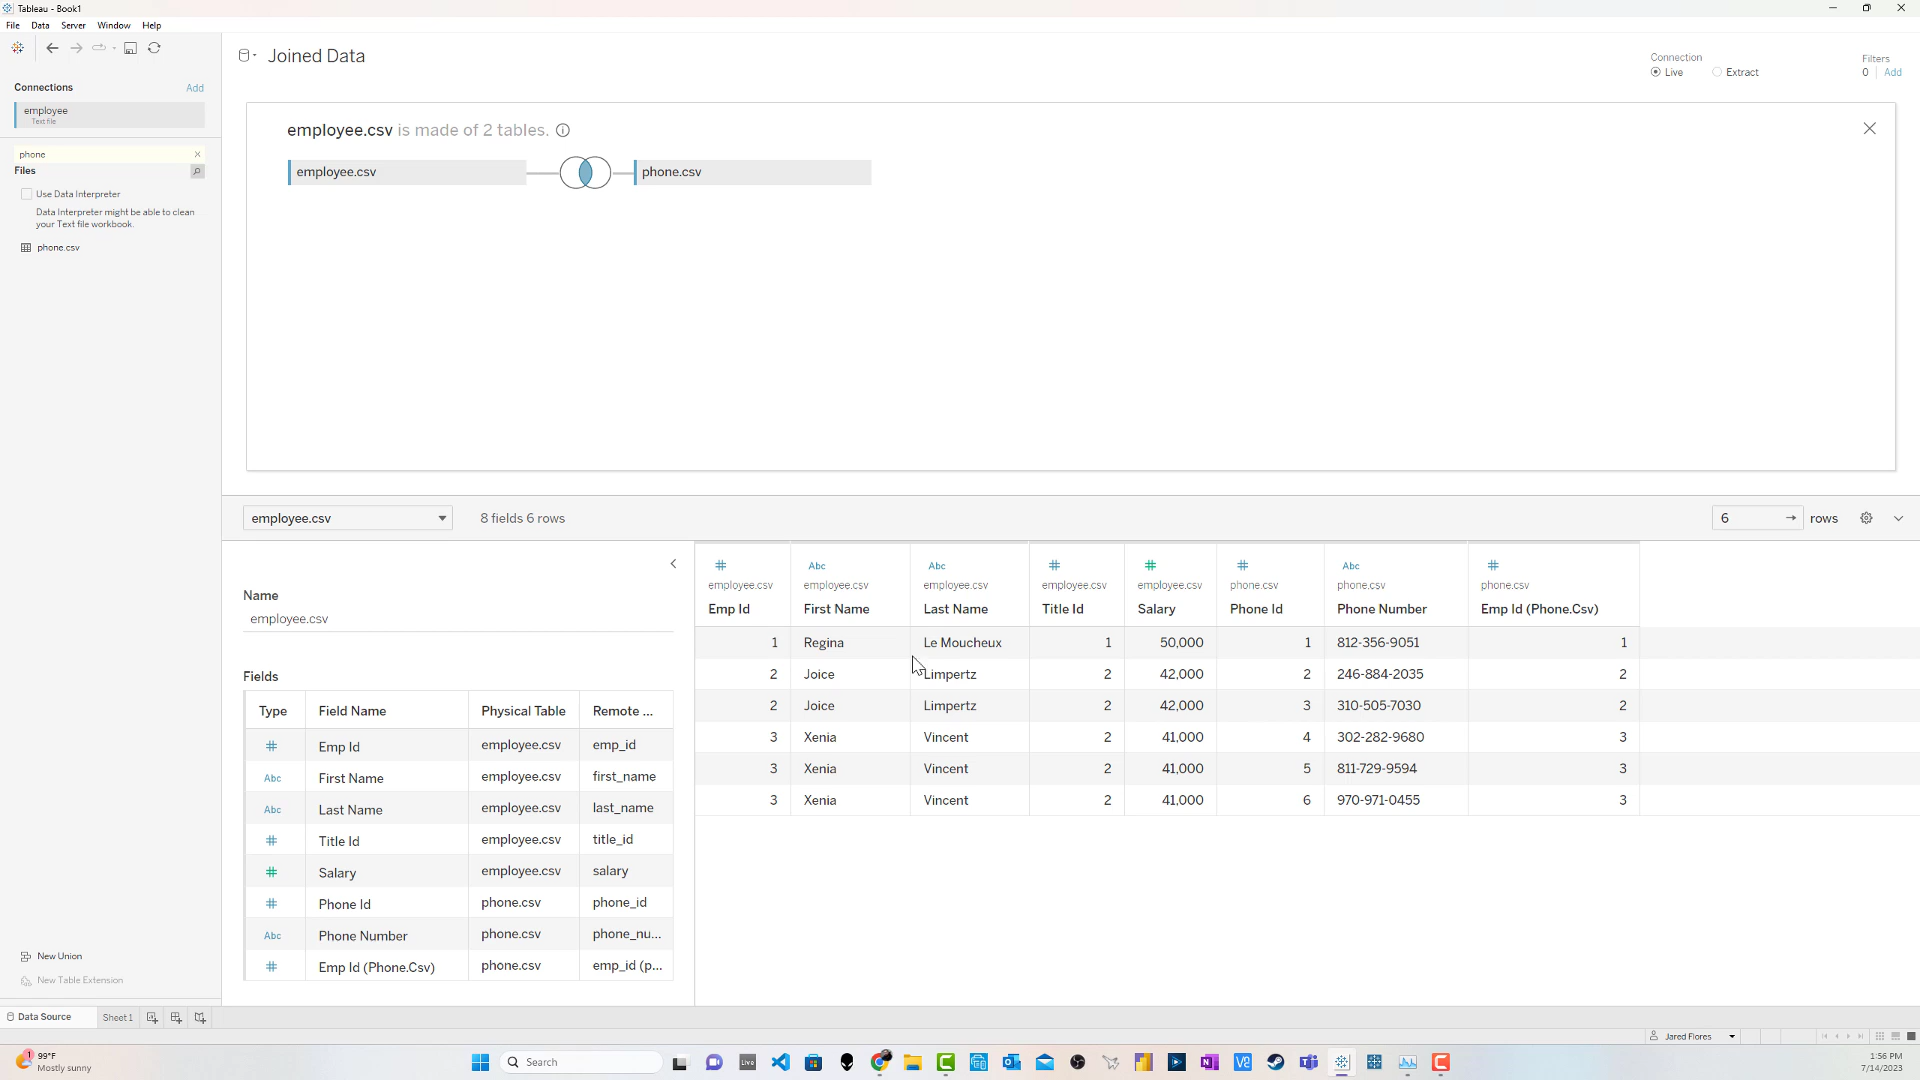 Tableau - Book1
File Data Server Window Help
Connections Add
employee
Text file
phone
Files
Use Data Interpreter
Data Interpreter might be able to clean
your Text file workbook.
phone.csv
New Union
New Table Extension
Joined Data
Connection
Live Extract
Filters
0 Add
employee.csv is made of 2 tables.
employee.csv phone.csv
employee.csv 8 fields 6 rows 6 rows
Name
employee.csv
Fields
Type Field Name Physical Table Remote ...
Emp Id employee.csv emp_id
Abc First Name employee.csv first_name
Abc Last Name employee.csv last_name
Title Id employee.csv title_id
Salary employee.csv salary
Phone Id phone.csv phone_id
Abc Phone Number phone.csv phone_nu...
Emp Id (Phone.Csv) phone.csv emp_id (p...
# Abc Abc # # # Abc #
employee.csv employee.csv employee.csv employee.csv employee.csv phone.csv phone.csv phone.csv
Emp Id First Name Last Name Title Id Salary Phone Id Phone Number Emp Id (Phone.Csv)
1 Regina Le Moucheux 1 50,000 1 812-356-9051 1
2 Joice Limpertz 2 42,000 2 246-884-2035 2
2 Joice Limpertz 2 42,000 3 310-505-7030 2
3 Xenia Vincent 2 41,000 4 302-282-9680 3
3 Xenia Vincent 2 41,000 5 811-729-9594 3
3 Xenia Vincent 2 41,000 6 970-971-0455 3
Data Source Sheet 1
Jared Flores
1 99°F
Mostly sunny
Search
Live
1:56 PM
7/14/2023